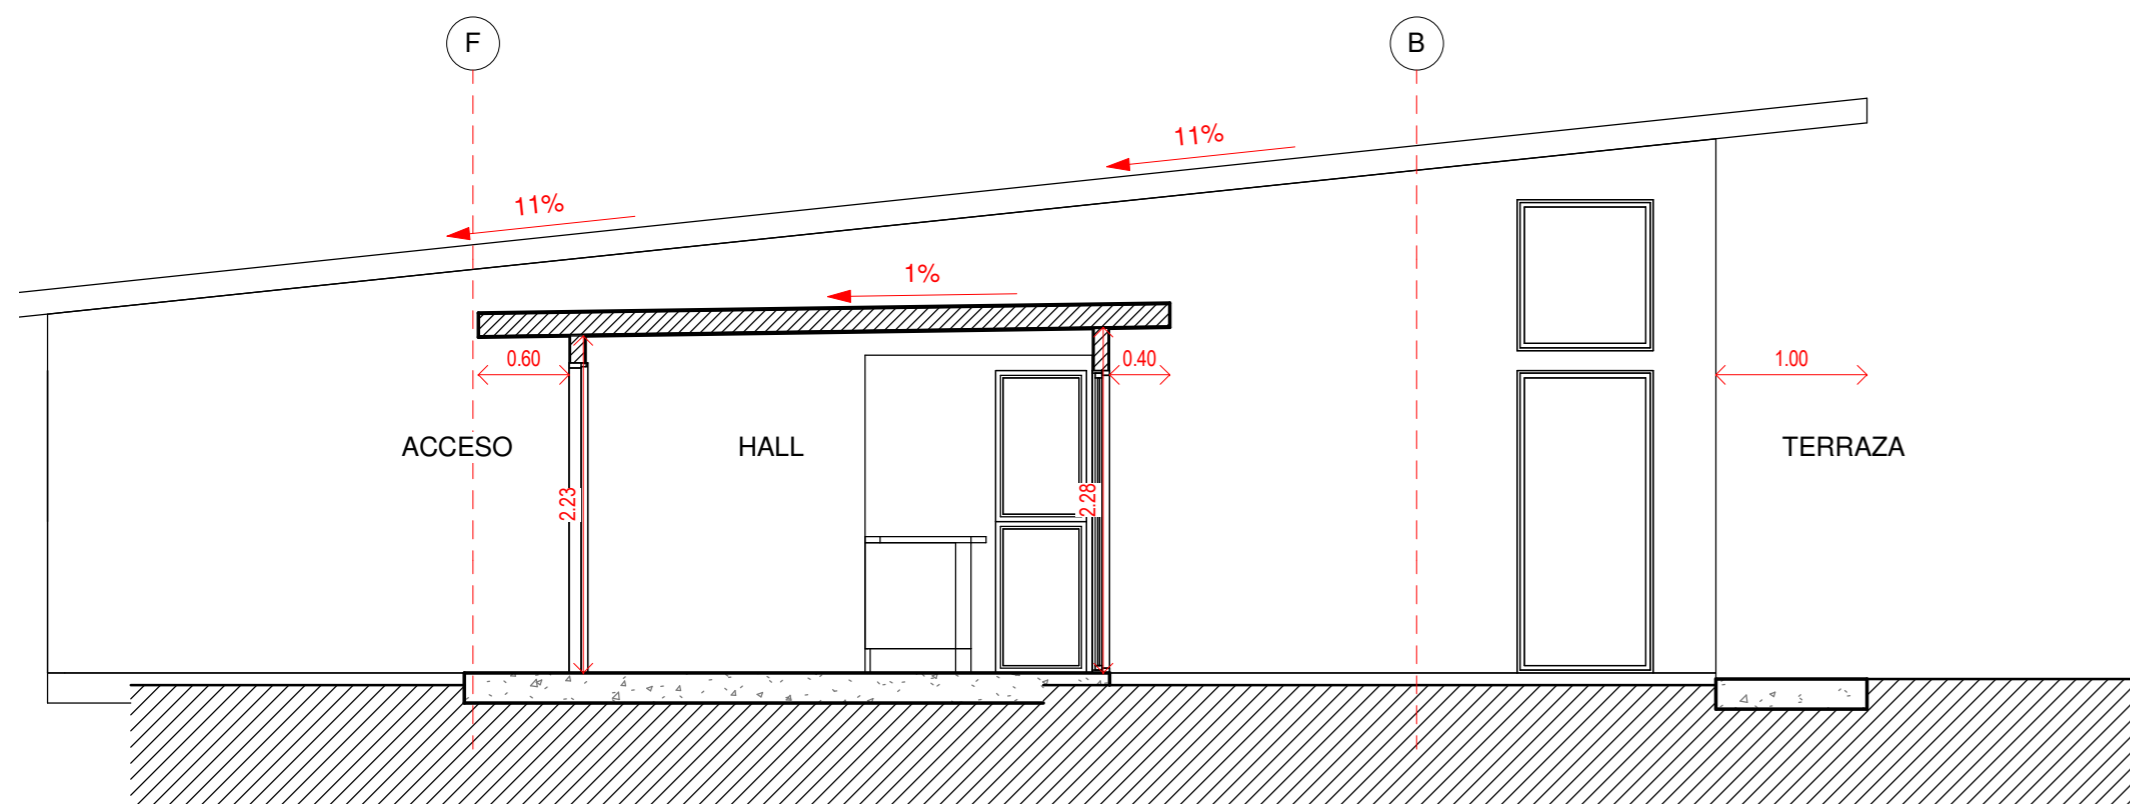 F
B
11%
11%
1%
0.60
0.40
1.00
ACCESO
HALL
TERRAZA
2.23
2.28